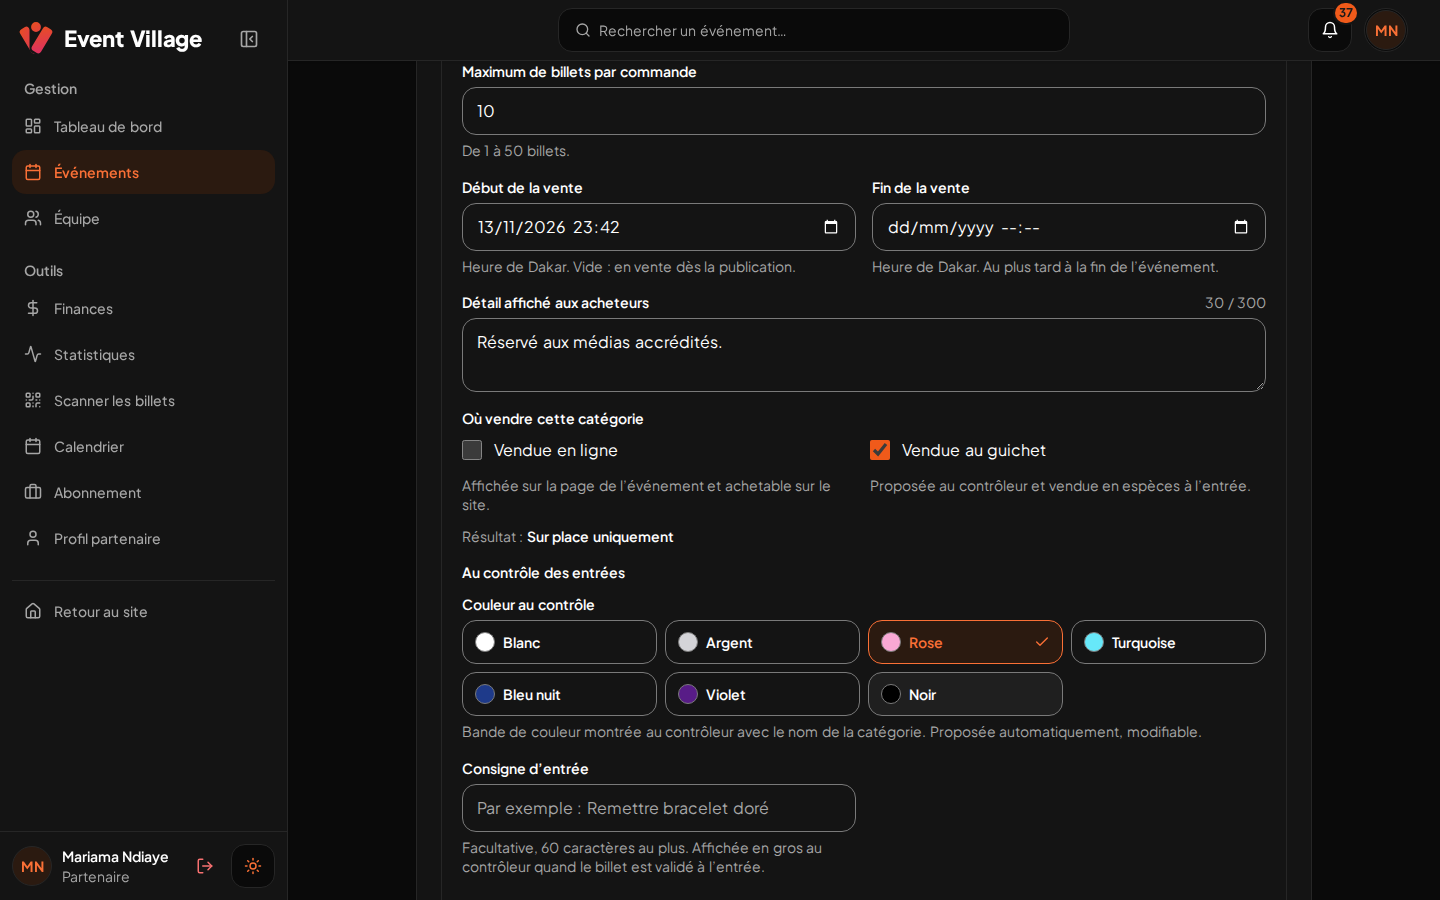 Event Village
Rechercher un événement...
37
MN
Gestion
Tableau de bord
Événements
Équipe
Outils
Finances
Statistiques
Scanner les billets
Calendrier
Abonnement
Profil partenaire
Retour au site
MN
Mariama Ndiaye
Partenaire
Maximum de billets par commande
10
De 1 à 50 billets.
Début de la vente
13/11/2026 23:42
Heure de Dakar. Vide : en vente dès la publication.
Fin de la vente
dd/mm/yyyy --:--
Heure de Dakar. Au plus tard à la fin de l'événement.
Détail affiché aux acheteurs
30 / 300
Réservé aux médias accrédités.
Où vendre cette catégorie
Vendue en ligne
Affichée sur la page de l'événement et achetable sur le
site.
Vendue au guichet
Proposée au contrôleur et vendue en espèces à l'entrée.
Résultat : Sur place uniquement
Au contrôle des entrées
Couleur au contrôle
Blanc
Argent
Rose
Turquoise
Bleu nuit
Violet
Noir
Bande de couleur montrée au contrôleur avec le nom de la catégorie. Proposée automatiquement, modifiable.
Consigne d'entrée
Par exemple : Remettre bracelet doré
Facultative, 60 caractères au plus. Affichée en gros au
contrôleur quand le billet est validé à l'entrée.